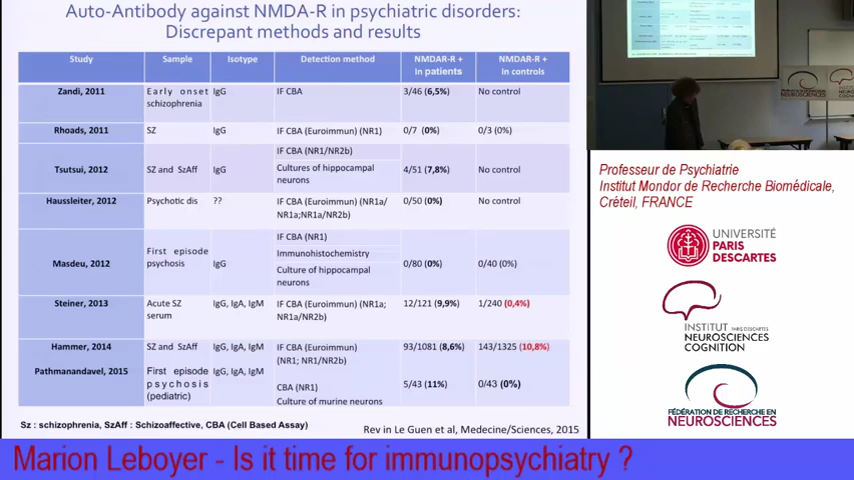 Auto-Antibody against NMDA-R in psychiatric disorders:
Discrepant methods and results
Study Sample Isotype Detection method NMDAR-R + in patients NMDAR-R + in controls
Zandi, 2011 Early onset schizophrenia IgG IF CBA 3/46 (6,5%) No control
Rhoads, 2011 SZ IgG IF CBA (Euroimmun) (NR1) 0/7 (0%) 0/3 (0%)
Tsutsui, 2012 SZ and SzAff IgG IF CBA (NR1/NR2b) Cultures of hippocampal neurons 4/51 (7,8%) No control
Haussleiter, 2012 Psychotic dis ?? IF CBA (Euroimmun) (NR1a/NR1a;NR1a/NR2b) 0/50 (0%) No control
Masdeu, 2012 First episode psychosis IgG IF CBA (NR1) Immunohistochemistry Culture of hippocampal neurons 0/80 (0%) 0/40 (0%)
Steiner, 2013 Acute SZ serum IgG, IgA, IgM IF CBA (Euroimmun) (NR1a; NR1a/NR2b) 12/121 (9,9%) 1/240 (0,4%)
Hammer, 2014 SZ and SzAff IgG, IgA, IgM IF CBA (Euroimmun) (NR1; NR1/NR2b) 93/1081 (8,6%) 143/1325 (10,8%)
Pathmanandavel, 2015 First episode psychosis (pediatric) IgG, IgA, IgM CBA (NR1) Culture of murine neurons 5/43 (11%) 0/43 (0%)
Sz : schizophrenia, SzAff : Schizoaffective, CBA (Cell Based Assay)
Rev in Le Guen et al, Medecine/Sciences, 2015
Professeur de Psychiatrie
Institut Mondor de Recherche Biomédicale,
Créteil, FRANCE
UNIVERSITÉ
PARIS
DESCARTES
INSTITUT PARIS DESCARTES
NEUROSCIENCES
COGNITION
FÉDÉRATION DE RECHERCHE EN
NEUROSCIENCES
Marion Leboyer - Is it time for immunopsychiatry ?